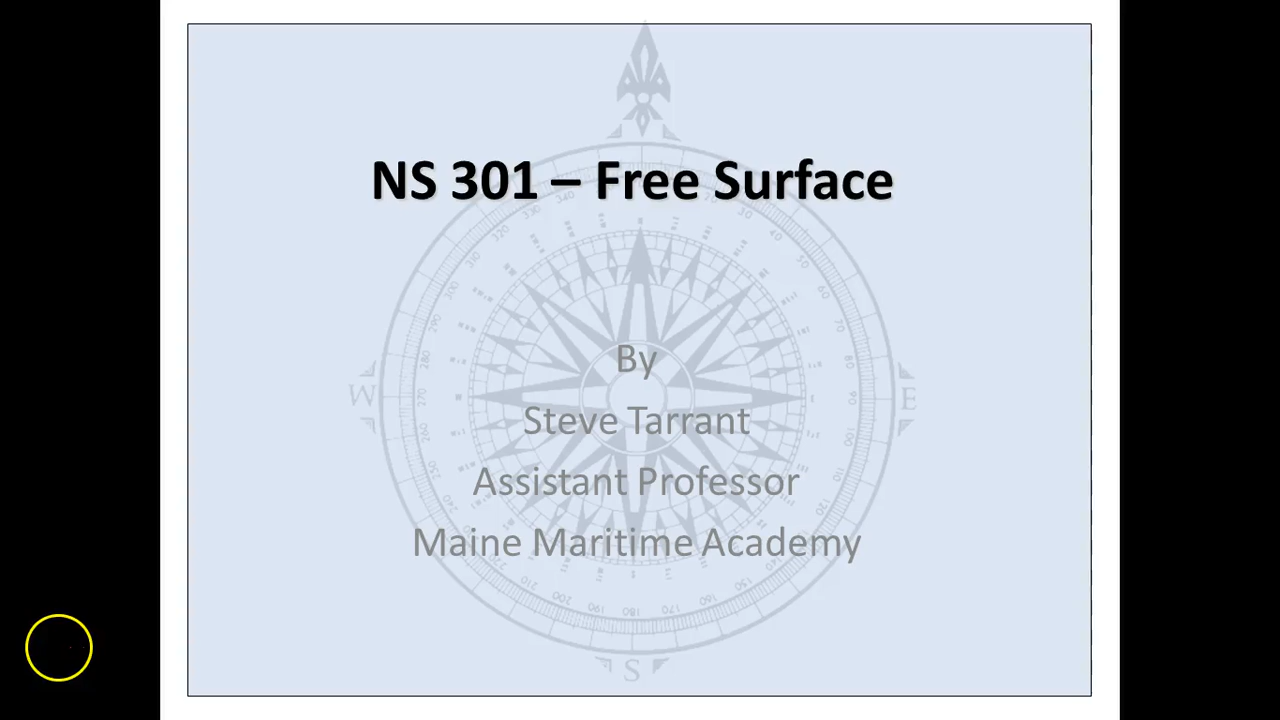 NS 301 – Free Surface
By
Steve Tarrant
Assistant Professor
Maine Maritime Academy
W
E
S